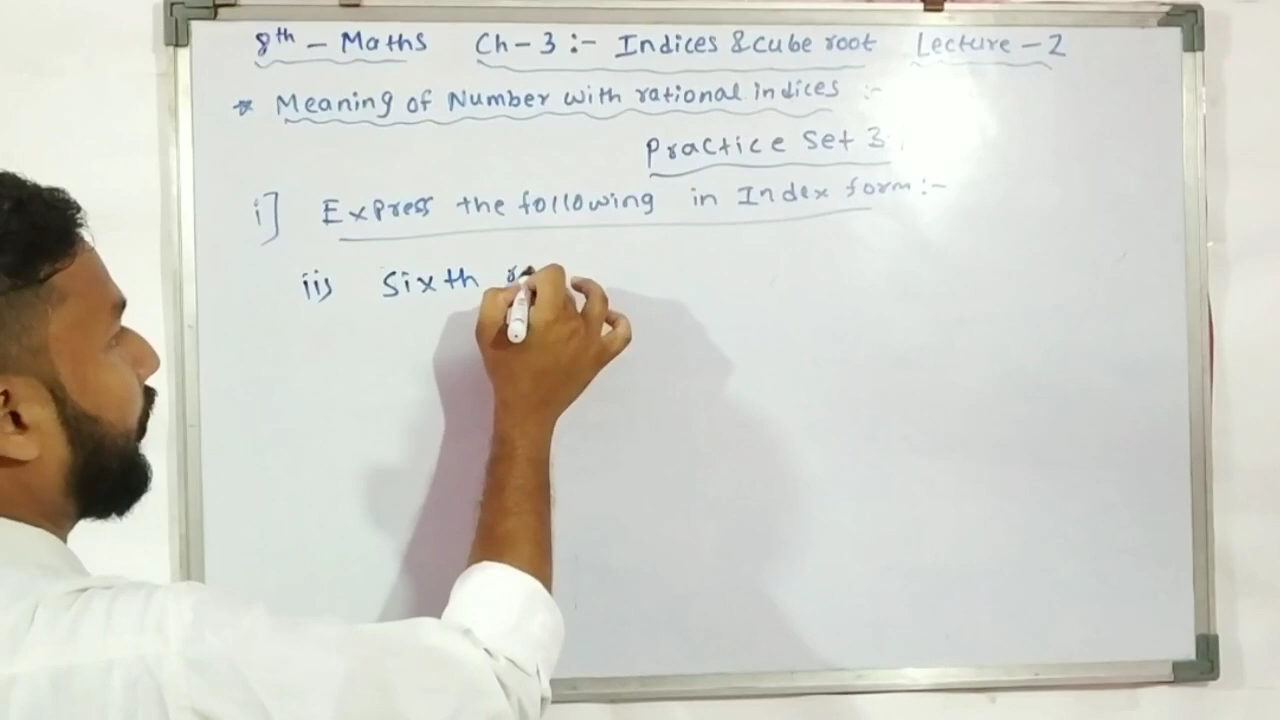 8th - Maths Ch-3 :- Indices & cube root Lecture - 2
* Meaning of Number with rational indices :-
Practice Set 3.
i] Express the following in Index form :-
ii) Sixth